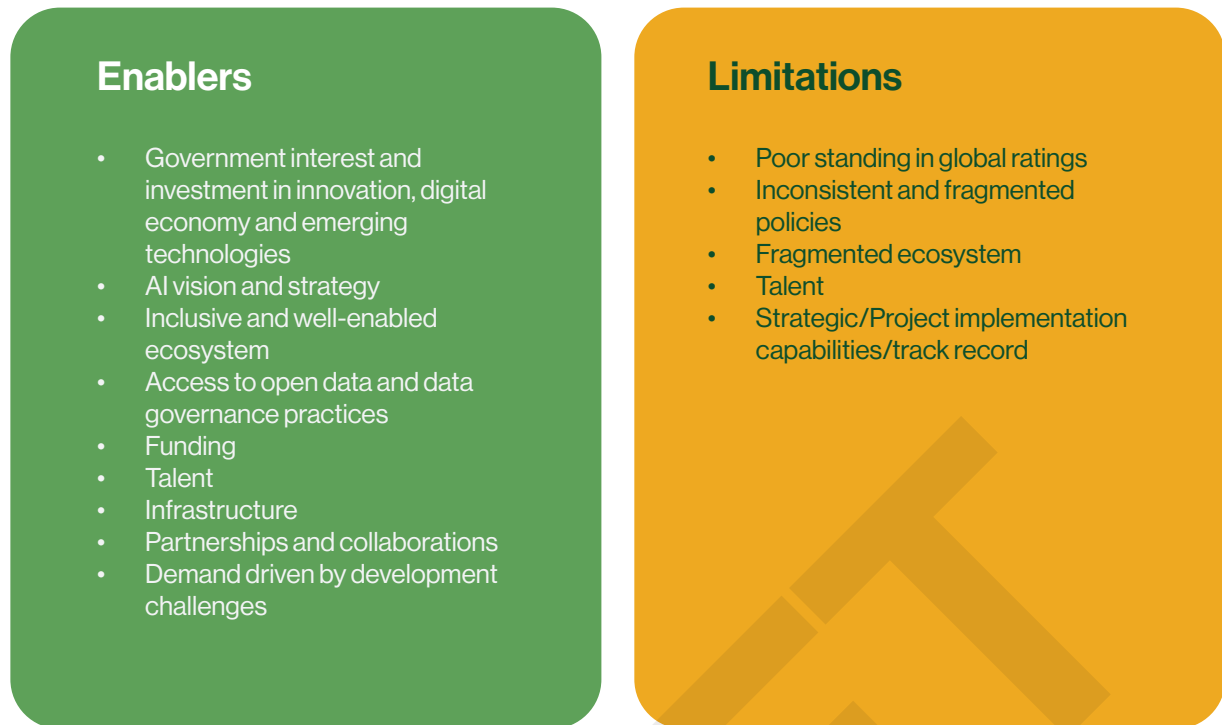 Enablers
• Government interest and
investment in innovation, digital
economy and emerging
technologies
• AI vision and strategy
• Inclusive and well-enabled
ecosystem
• Access to open data and data
governance practices
• Funding
• Talent
• Infrastructure
• Partnerships and collaborations
• Demand driven by development
challenges
Limitations
• Poor standing in global ratings
• Inconsistent and fragmented
policies
• Fragmented ecosystem
• Talent
• Strategic/Project implementation
capabilities/track record